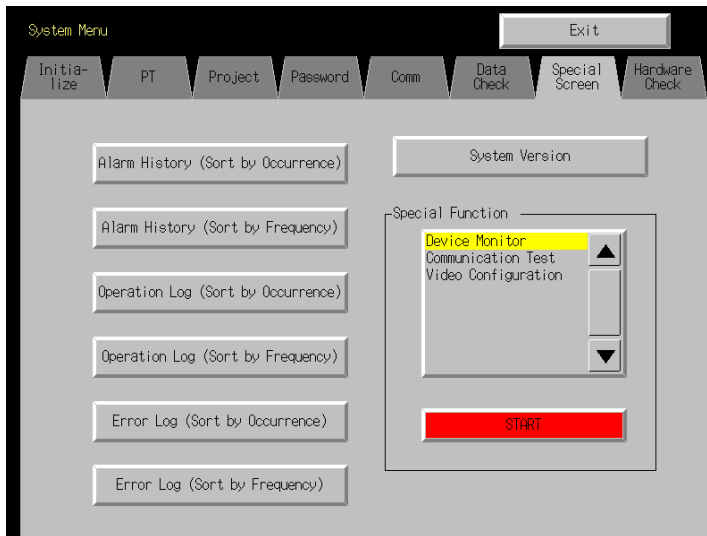 System Menu
Exit
Initia-
lize
PT
Project
Password
Comm
Data
Check
Special
Screen
Hardware
Check
Alarm History (Sort by Occurrence)
Alarm History (Sort by Frequency)
Operation Log (Sort by Occurrence)
Operation Log (Sort by Frequency)
Error Log (Sort by Occurrence)
Error Log (Sort by Frequency)
System Version
Special Function
Device Monitor
Communication Test
Video Configuration
START